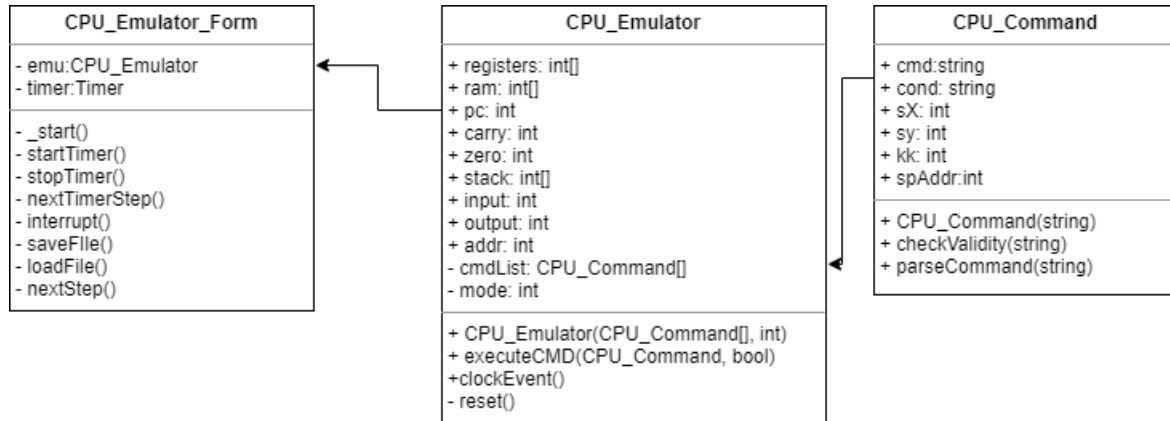 CPU_Emulator_Form
- emu:CPU_Emulator
- timer:Timer
- _start()
- startTimer()
- stopTimer()
- nextTimerStep()
- interrupt()
- saveFIle()
- loadFile()
- nextStep()
CPU_Emulator
+ registers: int[]
+ ram: int[]
+ pc: int
+ carry: int
+ zero: int
+ stack: int[]
+ input: int
+ output: int
+ addr: int
- cmdList: CPU_Command[]
- mode: int
+ CPU_Emulator(CPU_Command[], int)
+ executeCMD(CPU_Command, bool)
+clockEvent()
- reset()
CPU_Command
+ cmd:string
+ cond: string
+ sX: int
+ sy: int
+ kk: int
+ spAddr:int
+ CPU_Command(string)
+ checkValidity(string)
+ parseCommand(string)